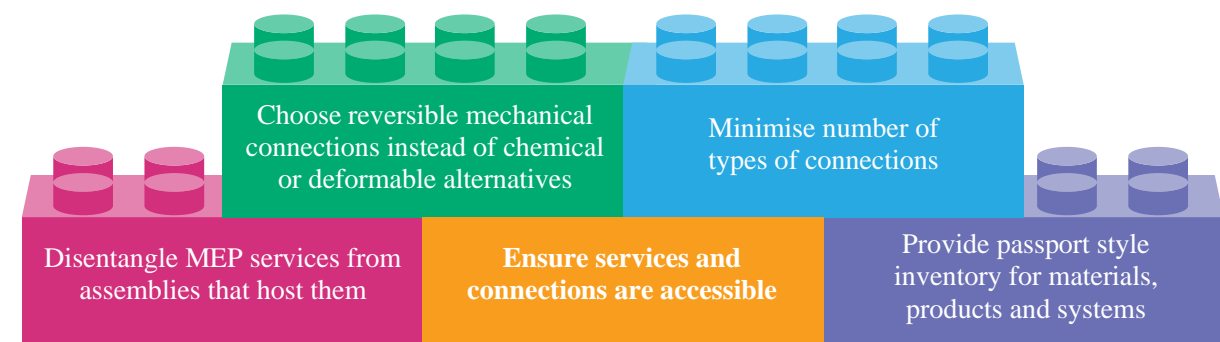 Choose reversible mechanical
connections instead of chemical
or deformable alternatives
Minimise number of
types of connections
Disentangle MEP services from
assemblies that host them
Ensure services and
connections are accessible
Provide passport style
inventory for materials,
products and systems